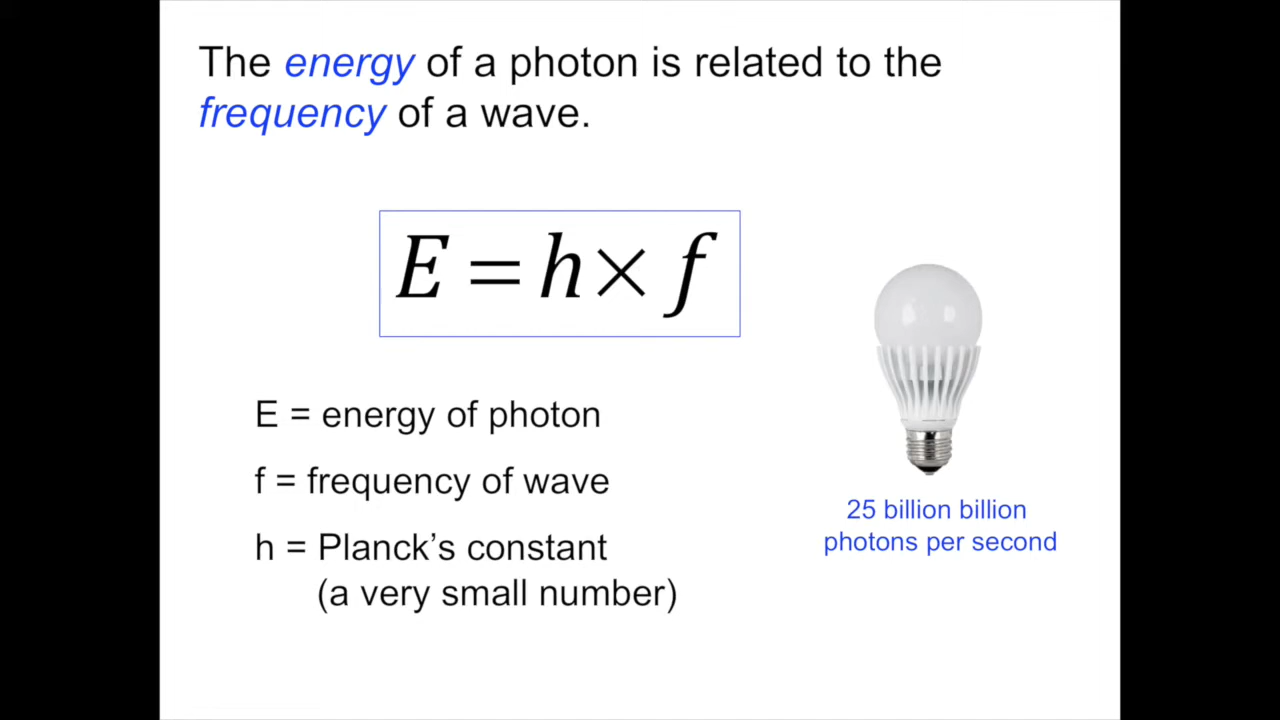 The energy of a photon is related to the
frequency of a wave.
E = h × f
E = energy of photon
f = frequency of wave
h = Planck’s constant
(a very small number)
25 billion billion
photons per second